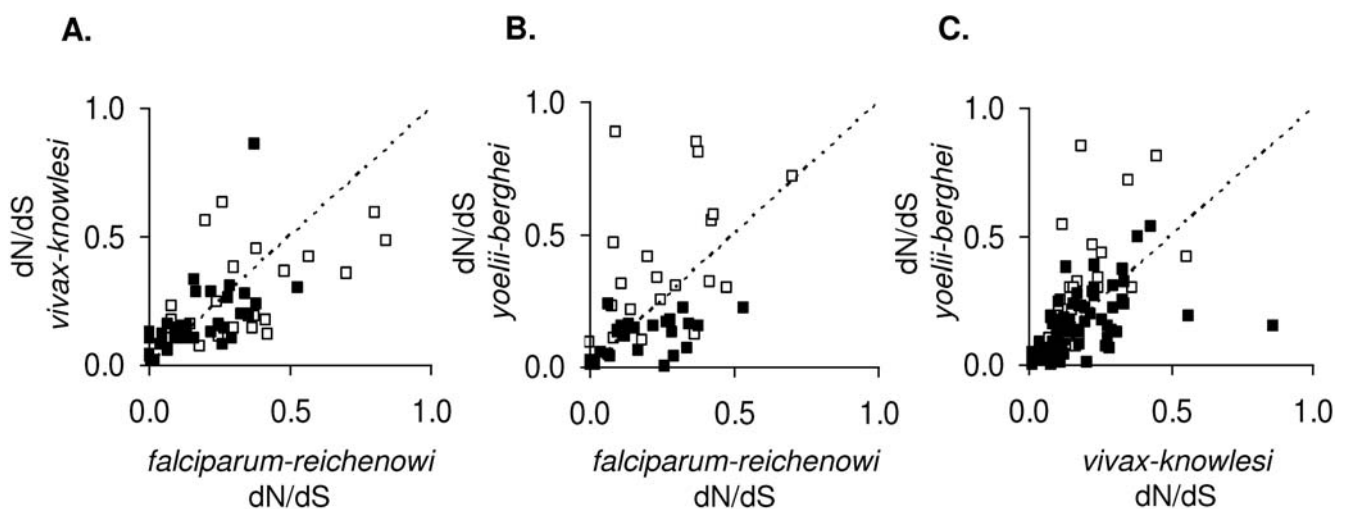 A.
dN/dS
vivax-knowlesi
1.0
0.5
0.0
0.0 0.5 1.0
falciparum-reichenowi
dN/dS
B.
dN/dS
yoelii-berghei
1.0
0.5
0.0
0.0 0.5 1.0
falciparum-reichenowi
dN/dS
C.
dN/dS
yoelii-berghei
1.0
0.5
0.0
0.0 0.5 1.0
vivax-knowlesi
dN/dS